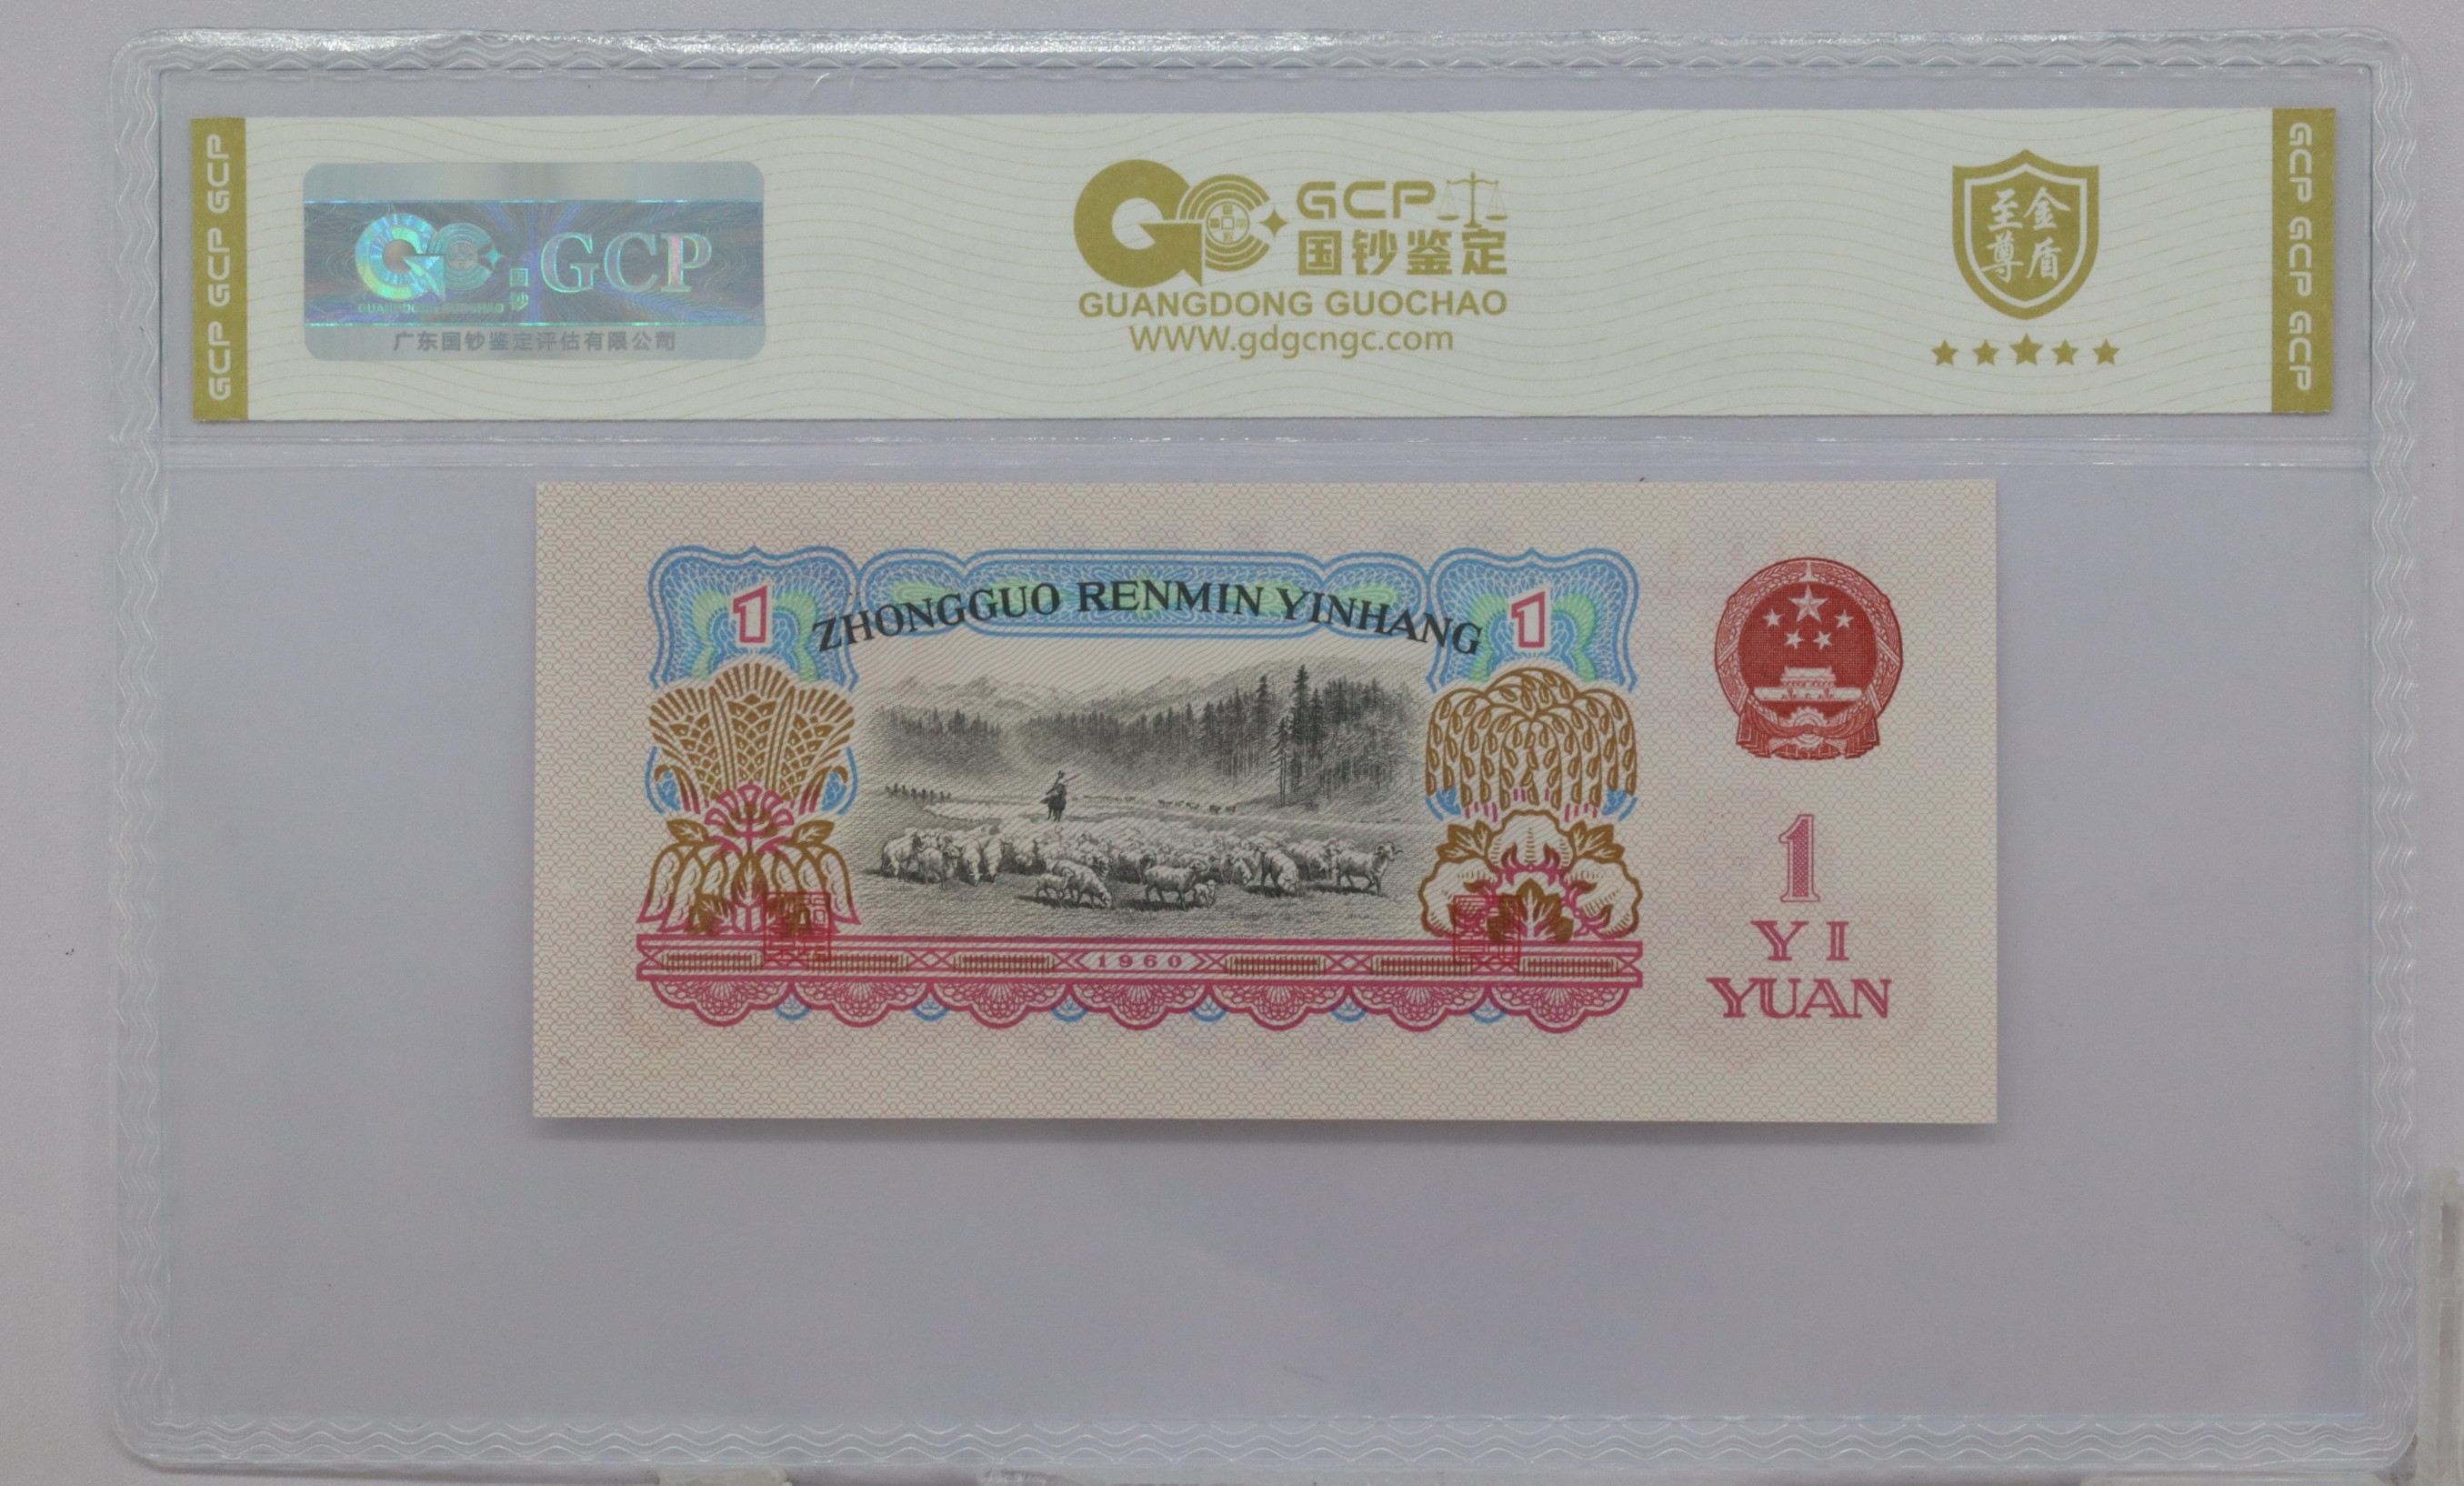 GCP GCP GCP
GUANGDONG GUOCHAO
国钞
GCP
广东国钞鉴定评估有限公司
GCP
国钞鉴定
GUANGDONG GUOCHAO
WWW.gdgcngc.com
至尊
金盾
GCP GCP GCP
ZHONGGUO RENMIN YINHANG
1
1
1960
1
YI
YUAN